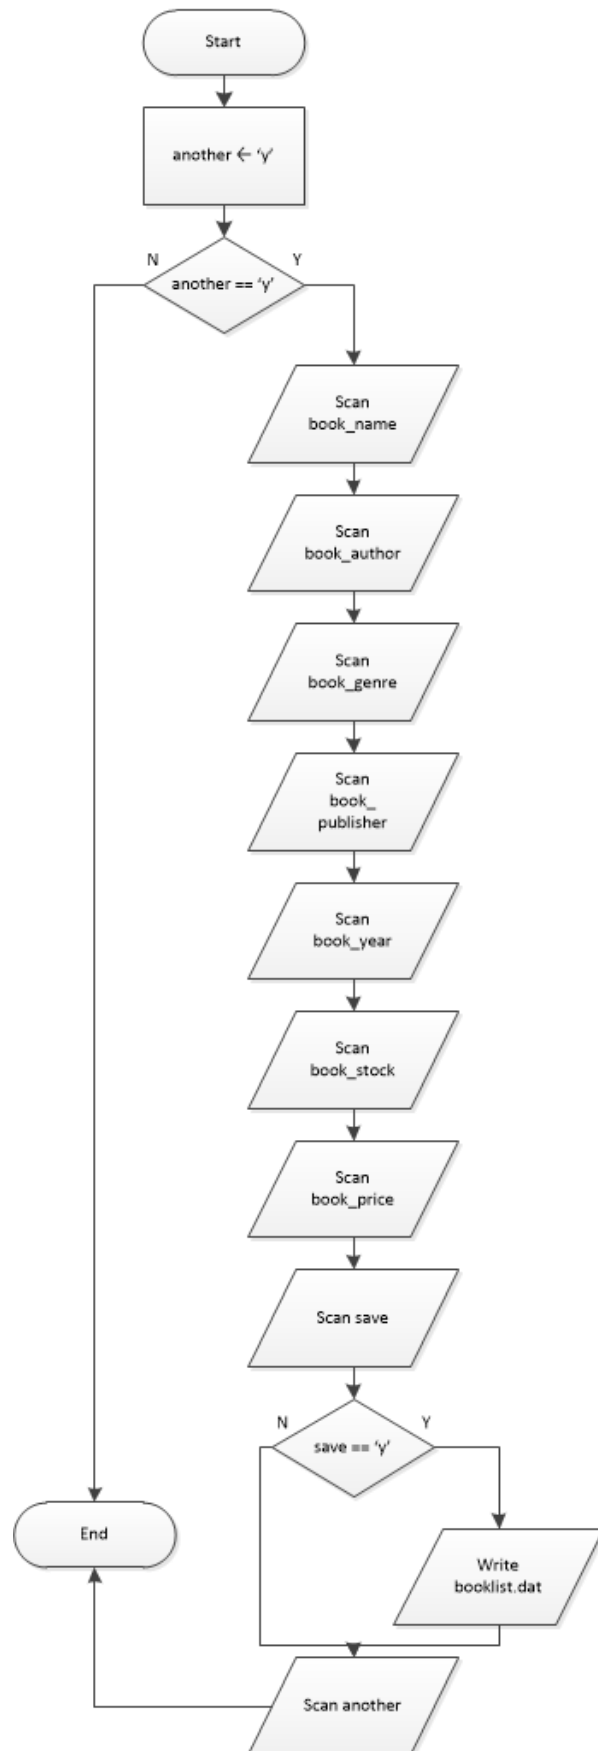 Start
another ← ‘y’
N
Y
another == ‘y’
Scan
book_name
Scan
book_author
Scan
book_genre
Scan
book_
publisher
Scan
book_year
Scan
book_stock
Scan
book_price
Scan save
N
Y
save == ‘y’
End
Write
booklist.dat
Scan another